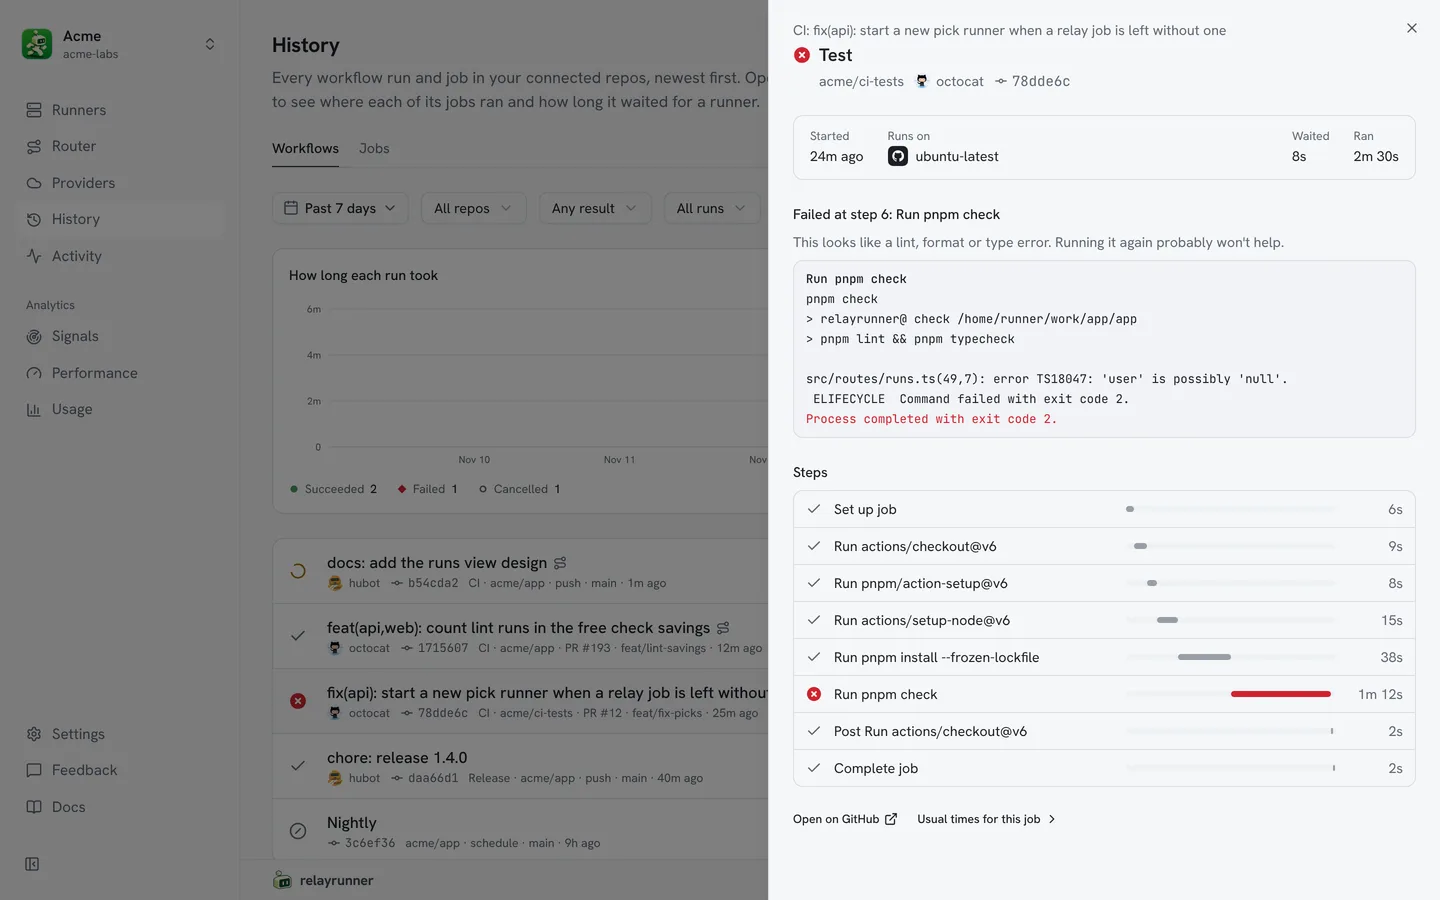 Acme
acme-labs
Runners
Router
Providers
History
Activity
Analytics
Signals
Performance
Usage
Settings
Feedback
Docs
History
Every workflow run and job in your connected repos, newest first. Ope
to see where each of its jobs ran and how long it waited for a runner.
Workflows Jobs
Past 7 days All repos Any result All runs
How long each run took
6m
4m
2m
0
Nov 10 Nov 11 Nov
Succeeded 2 Failed 1 Cancelled 1
docs: add the runs view design
hubot b54cda2 CI · acme/app · push · main · 1m ago
feat(api,web): count lint runs in the free check savings
octocat 1715607 CI · acme/app · PR #193 · feat/lint-savings · 12m ago
fix(api): start a new pick runner when a relay job is left withou
octocat 78dde6c CI · acme/ci-tests · PR #12 · feat/fix-picks · 25m ago
chore: release 1.4.0
hubot daa66d1 Release · acme/app · push · main · 40m ago
Nightly
3c6ef36 acme/app · schedule · main · 9h ago
relayrunner
CI: fix(api): start a new pick runner when a relay job is left without one
Test
acme/ci-tests octocat 78dde6c
Started Runs on Waited Ran
24m ago ubuntu-latest 8s 2m 30s
Failed at step 6: Run pnpm check
This looks like a lint, format or type error. Running it again probably won't help.
Run pnpm check
pnpm check
> relayrunner@ check /home/runner/work/app/app
> pnpm lint && pnpm typecheck
src/routes/runs.ts(49,7): error TS18047: 'user' is possibly 'null'.
ELIFECYCLE  Command failed with exit code 2.
Process completed with exit code 2.
Steps
Set up job 6s
Run actions/checkout@v6 9s
Run pnpm/action-setup@v6 8s
Run actions/setup-node@v6 15s
Run pnpm install --frozen-lockfile 38s
Run pnpm check 1m 12s
Post Run actions/checkout@v6 2s
Complete job 2s
Open on GitHub Usual times for this job